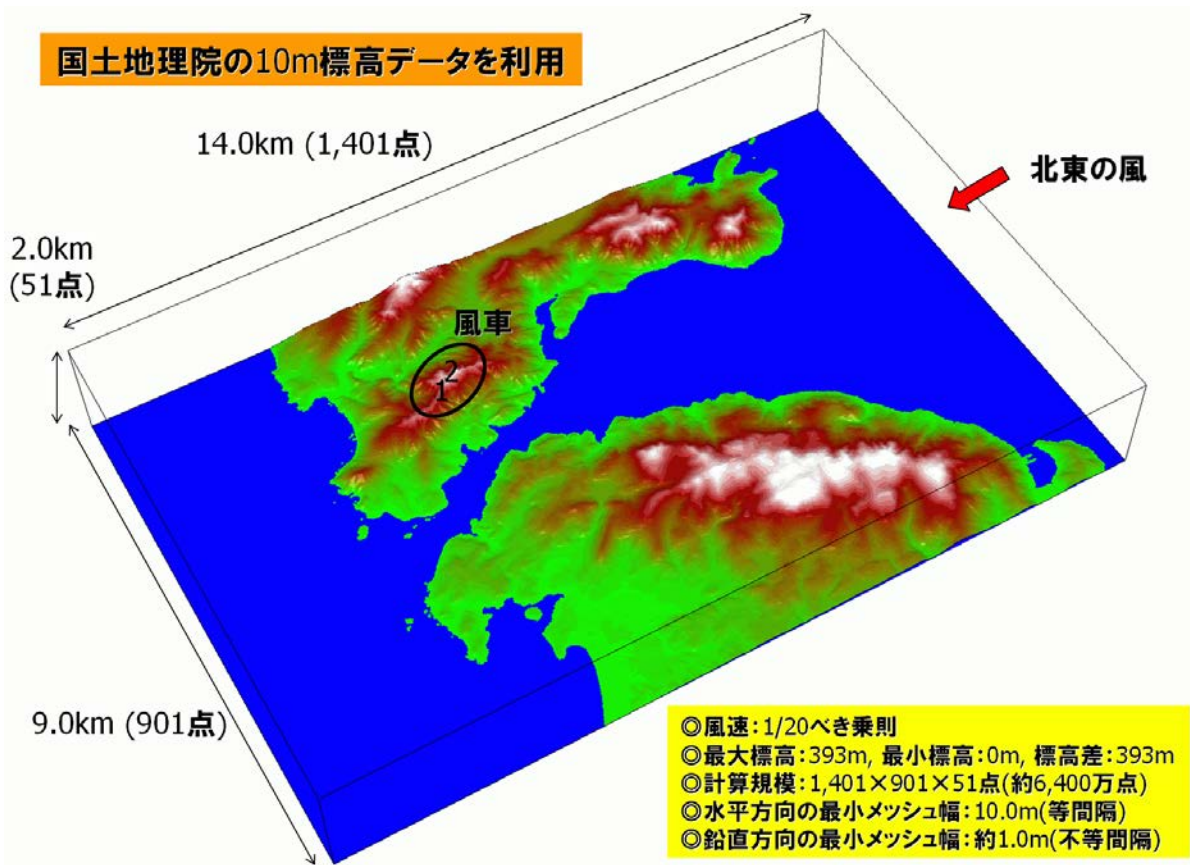 国土地理院の10m標高データを利用
14.0km (1,401点)
北東の風
2.0km
(51点)
風車
2
1
9.0km (901点)
◎風速:1/20べき乗則
◎最大標高:393m, 最小標高:0m, 標高差:393m
◎計算規模:1,401×901×51点(約6,400万点)
◎水平方向の最小メッシュ幅:10.0m(等間隔)
◎鉛直方向の最小メッシュ幅:約1.0m(不等間隔)